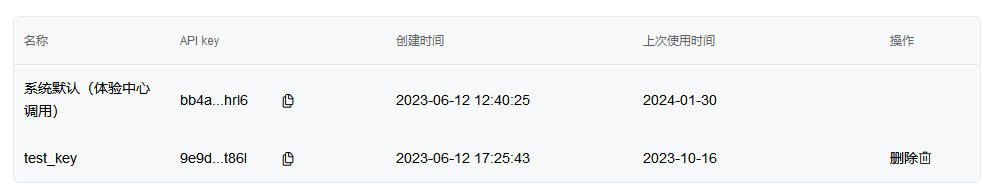 名称 API key 创建时间 上次使用时间 操作
系统默认（体验中心
调用） bb4a...hrl6 2023-06-12 12:40:25 2024-01-30
test_key 9e9d...t86l 2023-06-12 17:25:43 2023-10-16 删除